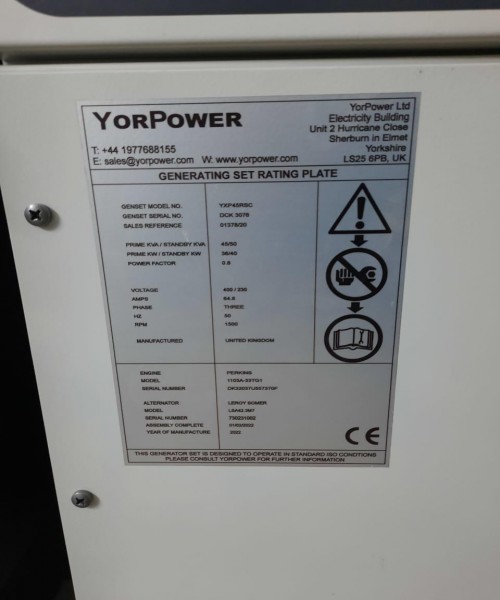 YORPOWER
YorPower Ltd
Electricity Building
Unit 2 Hurricane Close
Sherburn in Elmet
Yorkshire
LS25 6PB, UK
T: +44 1977688155
E: sales@yorpower.com W: www.yorpower.com
GENERATING SET RATING PLATE
GENSET MODEL NO. YXP45RSC
GENSET SERIAL NUMBER DCK 3076
SALES REFERENCE 01376/20
PRIME KVA / STANDBY KVA 45/50
PRIME KW / STANDBY KW 36/40
POWER FACTOR 0.8
VOLTAGE 400 / 230
AMPS
PHASE THREE
HZ 50
RPM 1500
MANUFACTURED UNITED KINGDOM
ENGINE PERKINS
MODEL
SERIAL NUMBER
ALTERNATOR LEROY SOMER
MODEL
SERIAL NUMBER
ASSEMBLY COMPLETE
YEAR OF MANUFACTURE 2022
CE
THIS GENERATOR SET IS DESIGNED TO OPERATE IN STANDARD ISO CONDITIONS
PLEASE CONSULT YORPOWER FOR FURTHER INFORMATION